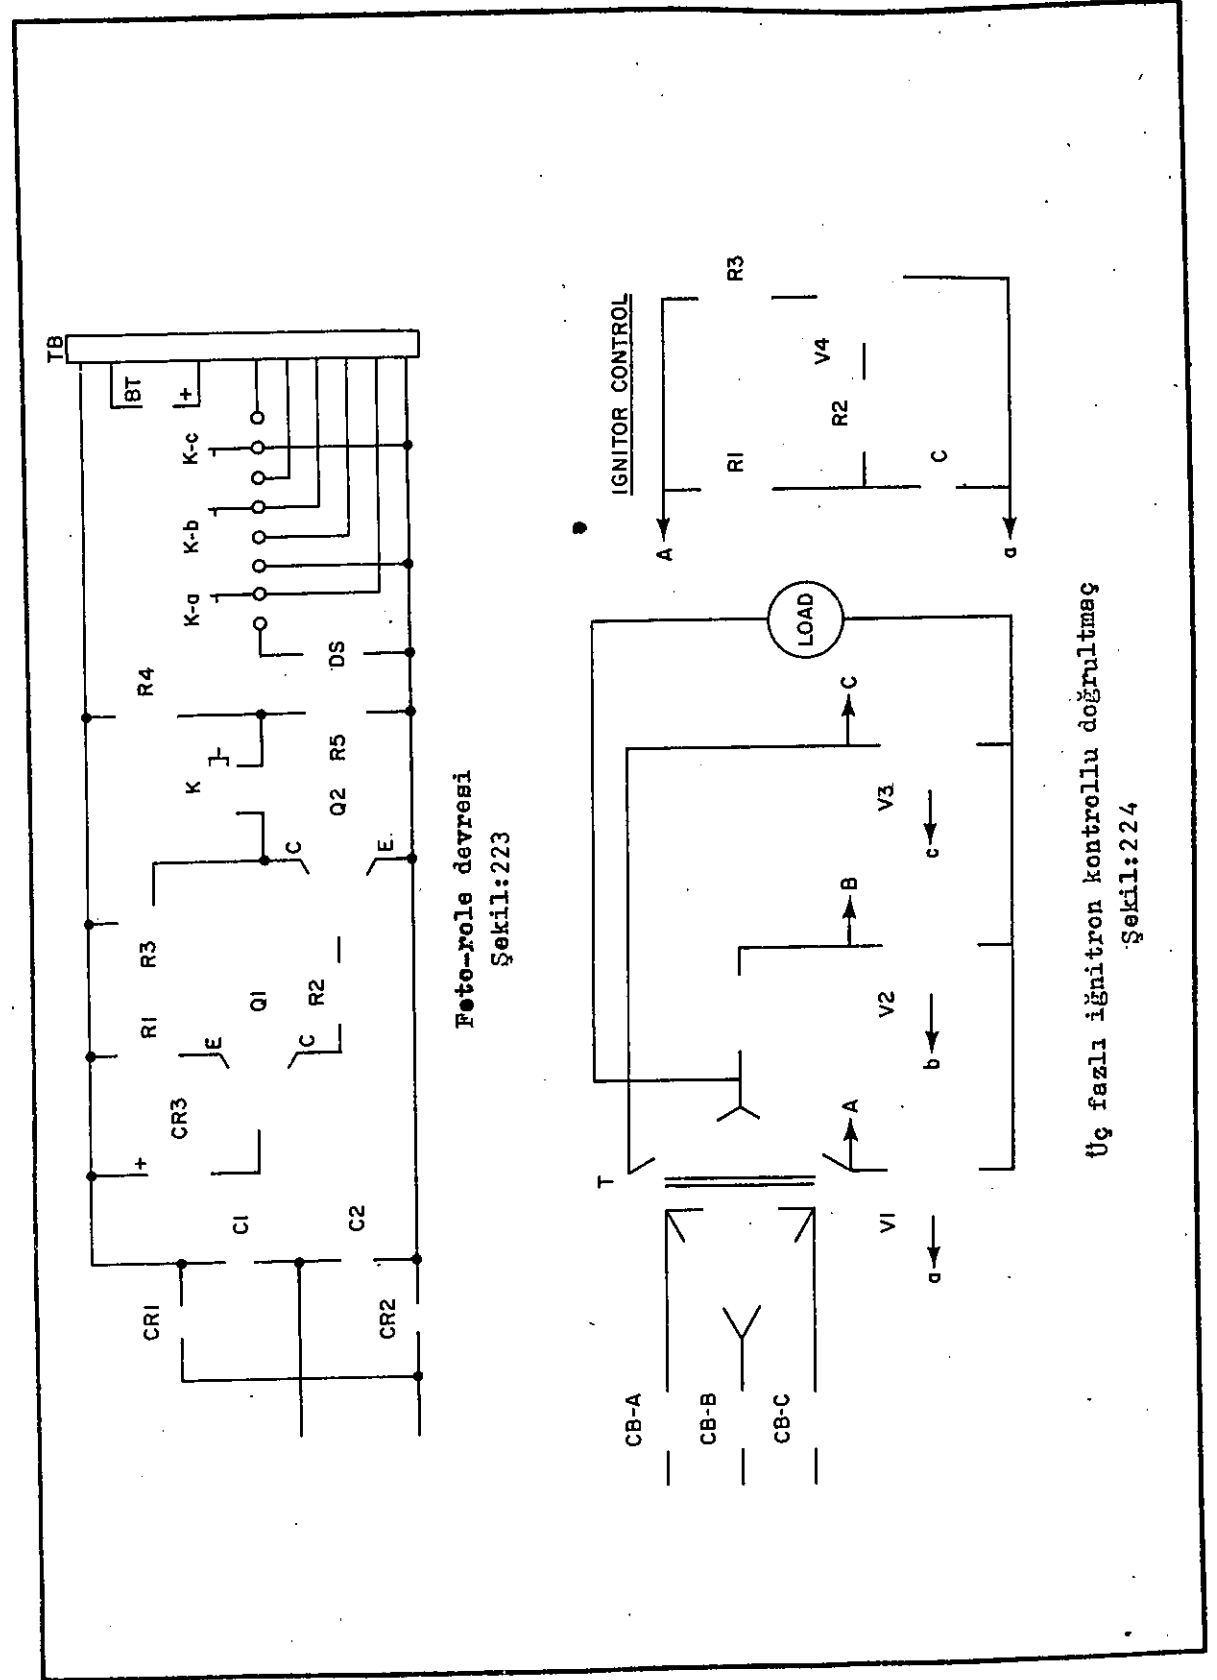 TB
R4
BT
+
K-a
K-b
K-c
K
DS
R5
R1
R3
CR3
+
E
C
Q1
R2
Q2
C
E
C1
C2
CR1
CR2
Foto-role devresi
Şekil:223
IGNITOR CONTROL
A
R1
R3
R2
V4
C
a
T
LOAD
A
B
C
CB-A
CB-B
CB-C
V1
V2
V3
a
b
c
Üç fazlı iğnitron kontrollu doğrultmaç
Şekil:224